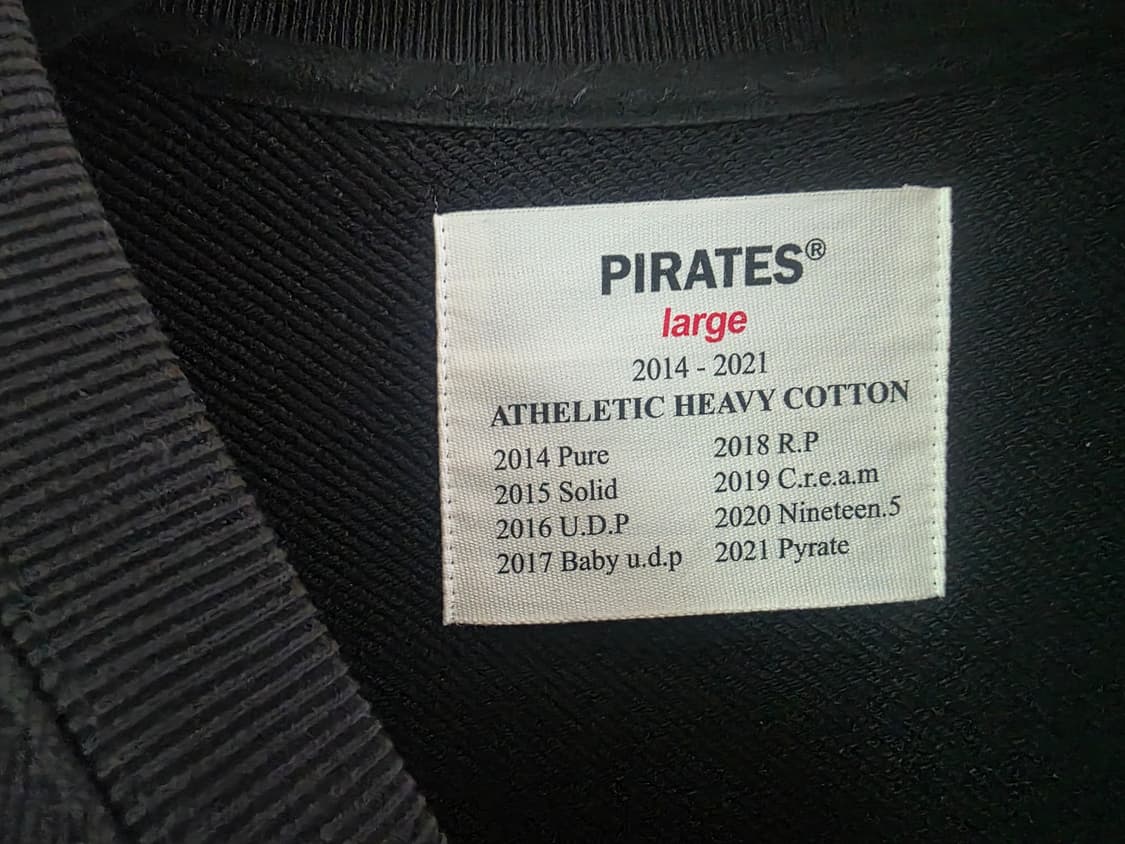 PIRATES®
large
2014 - 2021
ATHELETIC HEAVY COTTON
2014 Pure
2015 Solid
2016 U.D.P
2017 Baby u.d.p
2018 R.P
2019 C.r.e.a.m
2020 Nineteen.5
2021 Pyrate